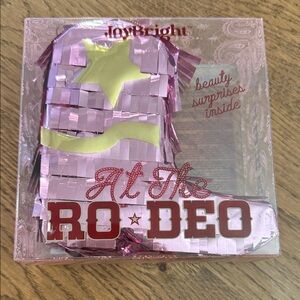 JoyBright
beauty
surprises
inside
At The
RO★DEO